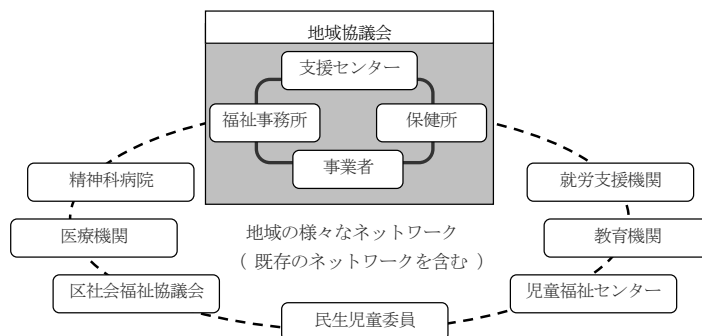 地域協議会
支援センター
福祉事務所
保健所
事業者
精神科病院
就労支援機関
医療機関
地域の様々なネットワーク
教育機関
（ 既存のネットワークを含む ）
区社会福祉協議会
児童福祉センター
民生児童委員